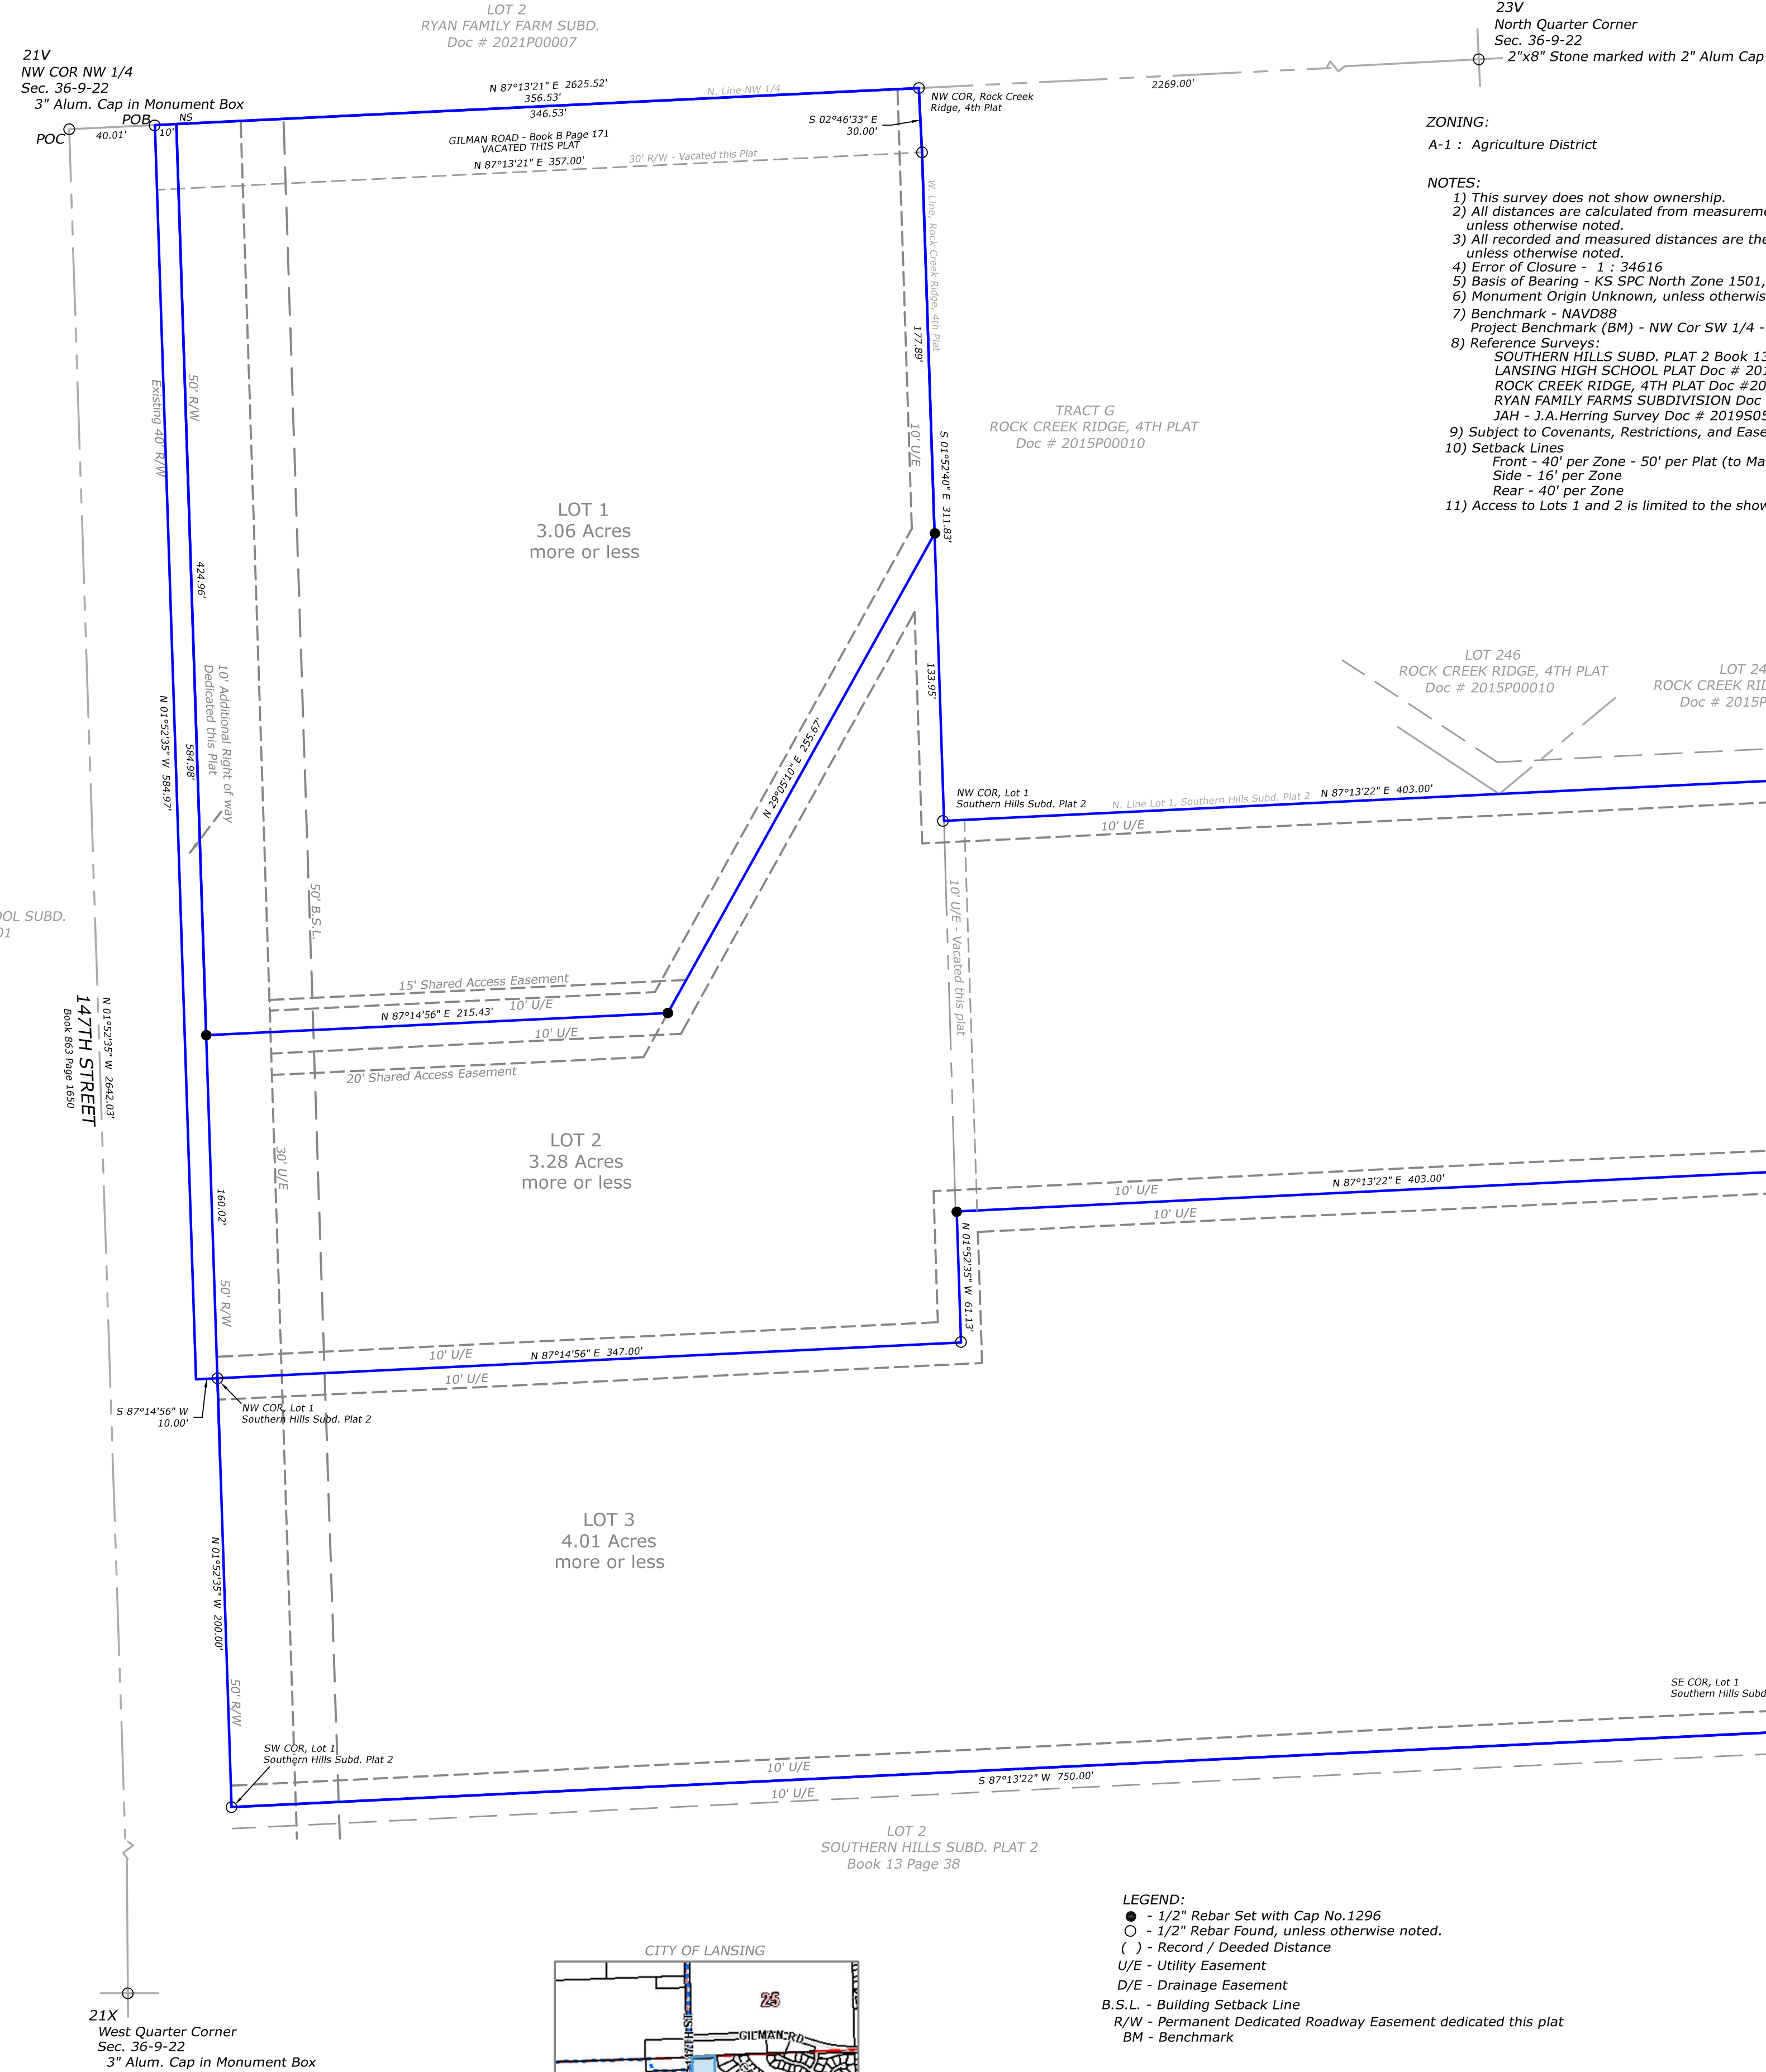 LOT 2
RYAN FAMILY FARM SUBD.
Doc # 2021P00007
23V
North Quarter Corner
Sec. 36-9-22
2"x8" Stone marked with 2" Alum Cap
21V
NW COR NW 1/4
Sec. 36-9-22
3" Alum. Cap in Monument Box
POB
NS
POC
40.01'
10'
N 87°13'21" E 2625.52'
356.53'
346.53'
N. Line NW 1/4
2269.00'
NW COR, Rock Creek
Ridge, 4th Plat
S 02°46'33" E
30.00'
GILMAN ROAD - Book B Page 171
VACATED THIS PLAT
N 87°13'21" E 357.00'
30' R/W - Vacated this Plat
ZONING:
A-1 : Agriculture District
NOTES:
1) This survey does not show ownership.
2) All distances are calculated from
unless otherwise noted.
3) All recorded and measured distances are
unless otherwise noted.
4) Error of Closure - 1 : 34616
5) Basis of Bearing - KS SPC North Zone 1501,
6) Monument Origin Unknown, unless
7) Benchmark - NAVD88
Project Benchmark (BM) - NW Cor SW 1/4 -
8) Reference Surveys:
SOUTHERN HILLS SUBD. PLAT 2 Book 13
LANSING HIGH SCHOOL PLAT Doc # 201
ROCK CREEK RIDGE, 4TH PLAT Doc #20
RYAN FAMILY FARMS SUBDIVISION Doc
JAH - J.A.Herring Survey Doc # 2019S05
9) Subject to Covenants, Restrictions, and Ease
10) Setback Lines
Front - 40' per Zone - 50' per Plat (to Ma
Side - 16' per Zone
Rear - 40' per Zone
11) Access to Lots 1 and 2 is limited to the
W. Line, Rock Creek Ridge, 4th Plat
177.89'
10' U/E
S 01°52'40" E 311.83'
133.95'
TRACT G
ROCK CREEK RIDGE, 4TH PLAT
Doc # 2015P00010
Existing 40' R/W
50' R/W
424.96'
LOT 1
3.06 Acres
more or less
10' Additional Right of way
Dedicated this Plat
N 01°52'35" W 584.97'
584.98'
N 29°05'10" E 255.67'
LOT 246
ROCK CREEK RIDGE, 4TH PLAT
Doc # 2015P00010
LOT 24
ROCK CREEK RID
Doc # 2015P
NW COR, Lot 1
Southern Hills Subd. Plat 2
N. Line Lot 1, Southern Hills Subd. Plat 2
N 87°13'22" E 403.00'
10' U/E
50' B.S.L.
10' U/E - Vacated this plat
OOL SUBD.
01
15' Shared Access Easement
10' U/E
N 87°14'56" E 215.43'
10' U/E
20' Shared Access Easement
147TH STREET
Book 863 Page 1650
N 01°52'35" W 2642.03'
LOT 2
3.28 Acres
more or less
30' U/E
160.02'
50' R/W
10' U/E
N 87°13'22" E 403.00'
10' U/E
N 01°52'35" W 61.13'
10' U/E
N 87°14'56" E 347.00'
10' U/E
S 87°14'56" W
10.00'
NW COR, Lot 1
Southern Hills Subd. Plat 2
LOT 3
4.01 Acres
more or less
N 01°52'35" W 200.00'
50' R/W
SW COR, Lot 1
Southern Hills Subd. Plat 2
SE COR, Lot 1
Southern Hills Subd
10' U/E
S 87°13'22" W 750.00'
10' U/E
LOT 2
SOUTHERN HILLS SUBD. PLAT 2
Book 13 Page 38
LEGEND:
- 1/2" Rebar Set with Cap No.1296
- 1/2" Rebar Found, unless otherwise noted.
( ) - Record / Deeded Distance
U/E - Utility Easement
D/E - Drainage Easement
B.S.L. - Building Setback Line
R/W - Permanent Dedicated Roadway Easement dedicated this plat
BM - Benchmark
CITY OF LANSING
25
GILMAN RD
21X
West Quarter Corner
Sec. 36-9-22
3" Alum. Cap in Monument Box